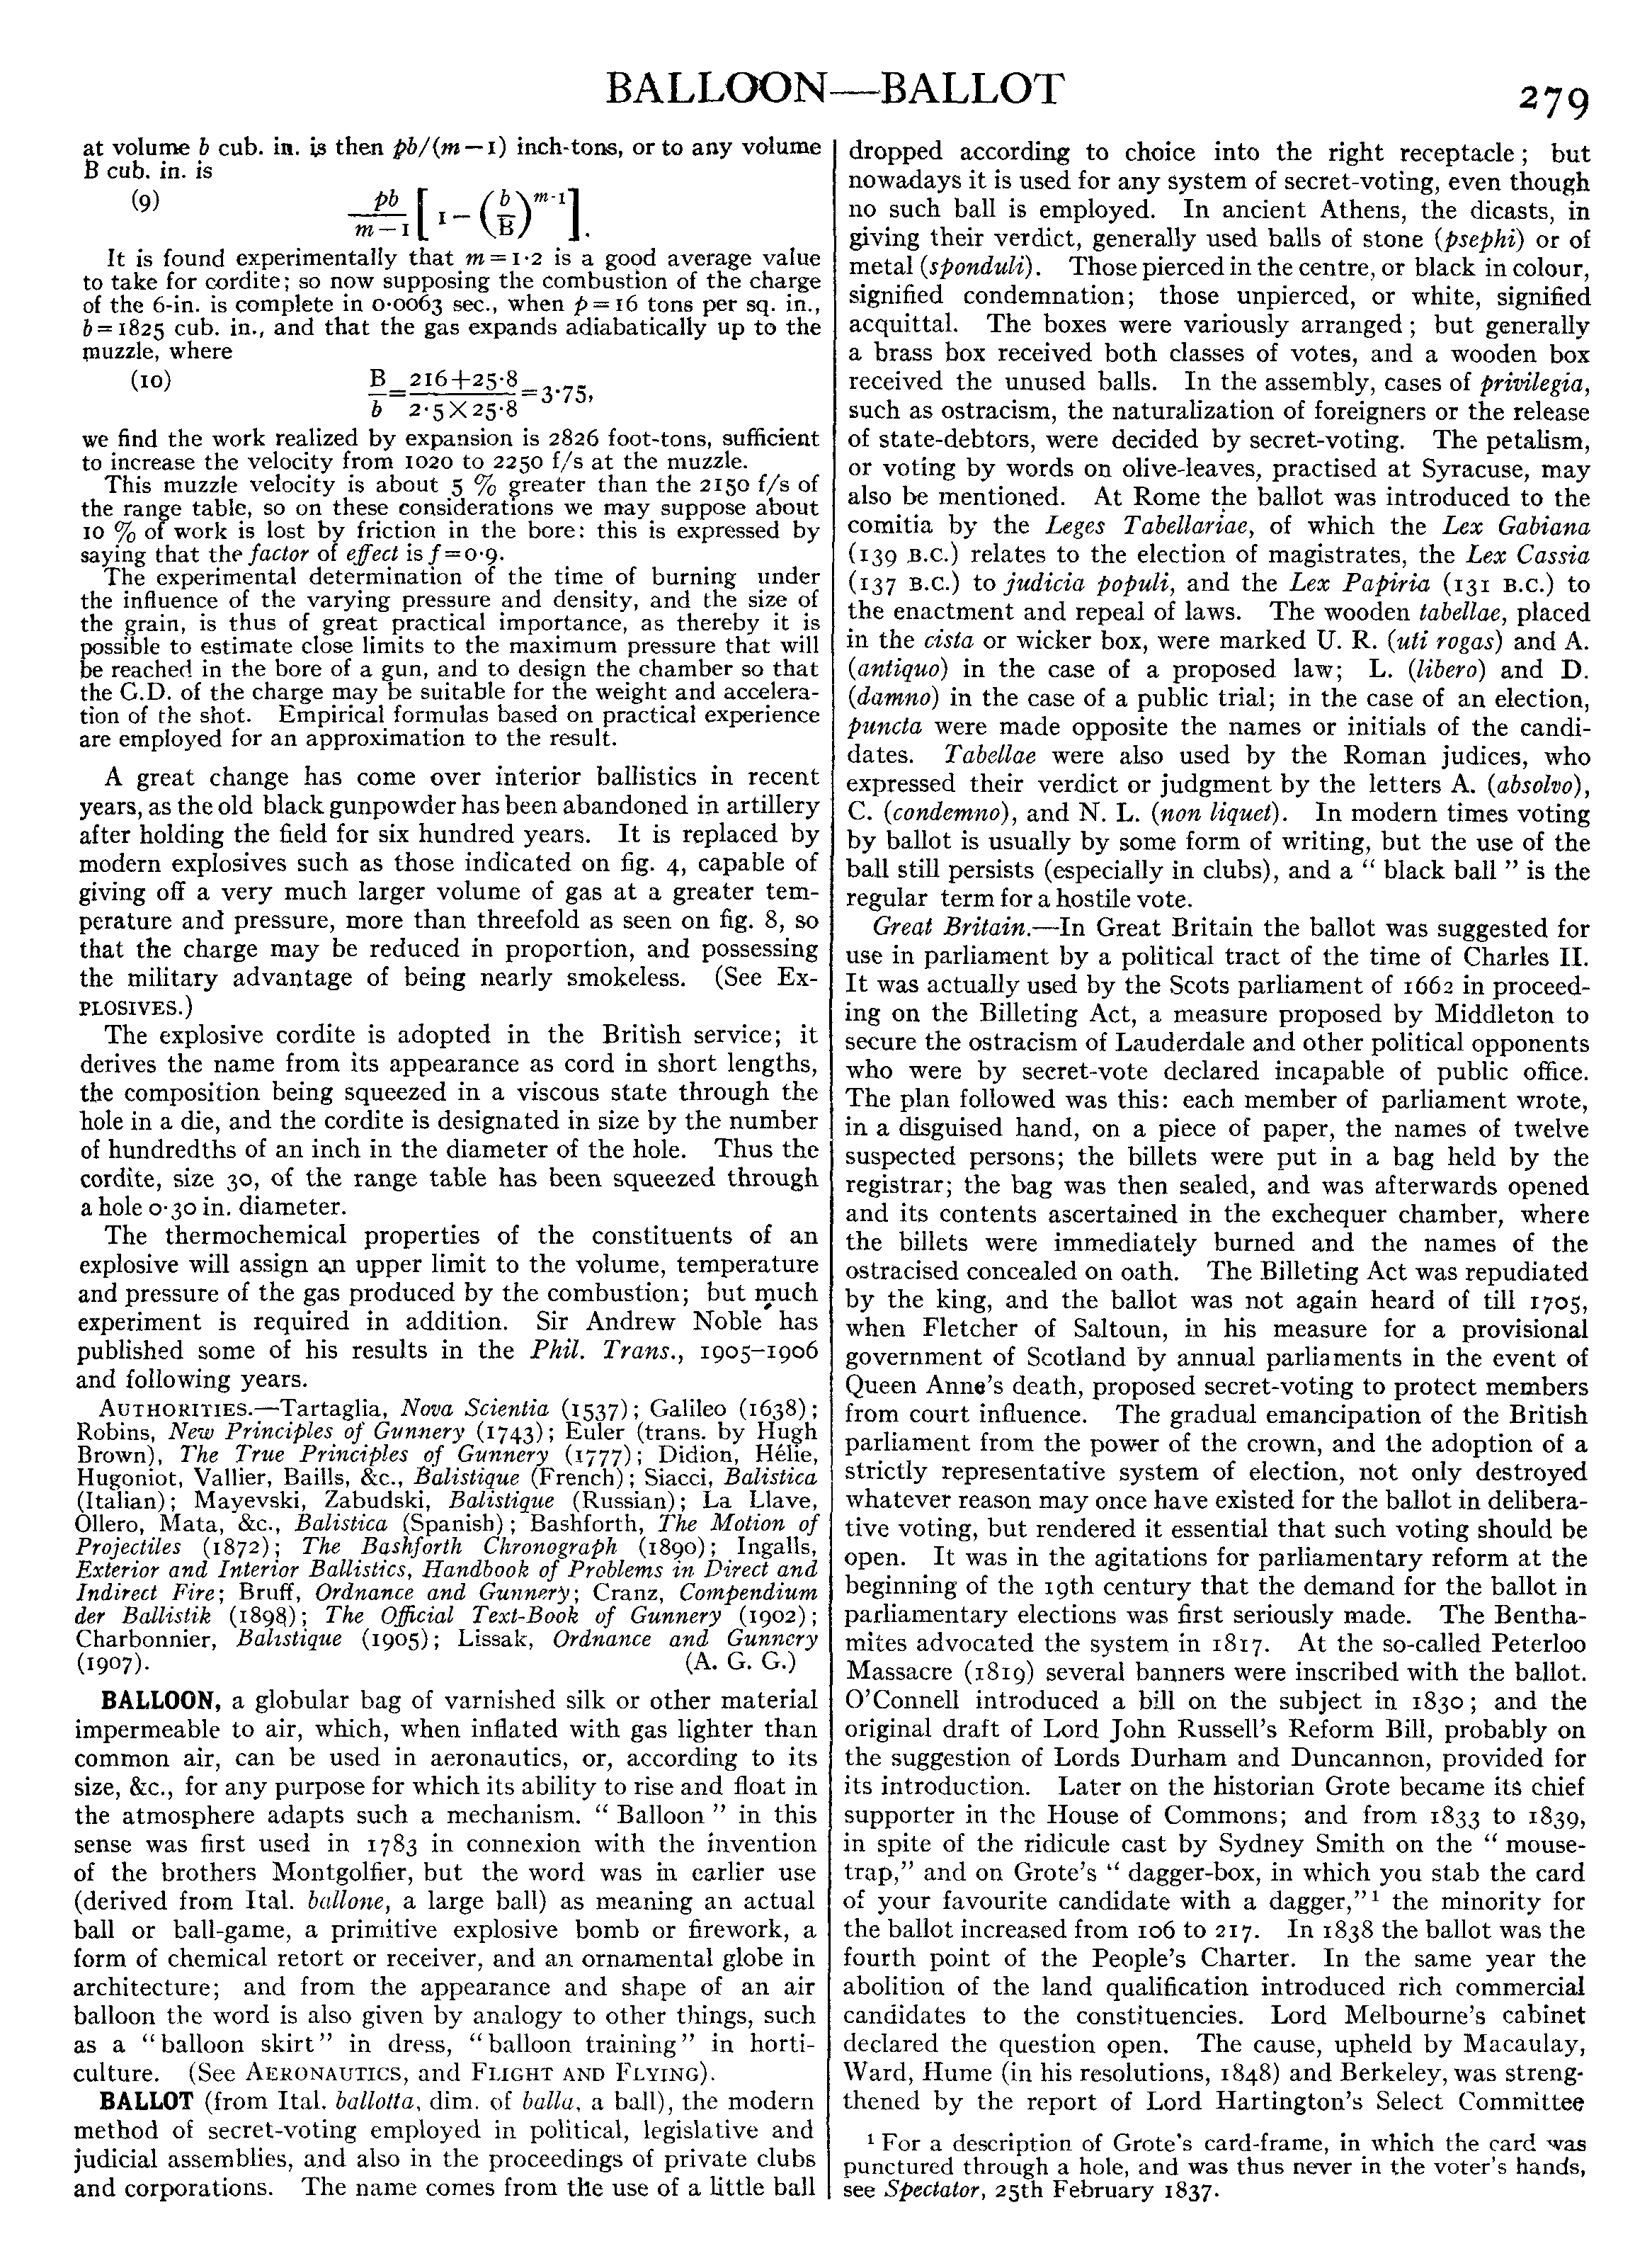 BALLOON—BALLOT
279
at volume b cub. in. is then pb/(m—1) inch-tons, or to any volume
B cub. in. is
(9) pb/(m−1) [1−(b/B)^(m-1)].
It is found experimentally that m=1·2 is a good average value
to take for cordite; so now supposing the combustion of the charge
of the 6-in. is complete in 0·0063 sec., when p=16 tons per sq. in.,
b=1825 cub. in., and that the gas expands adiabatically up to the
muzzle, where
(10) B/b=(216+25·8)/(2·5×25·8)=3·75,
we find the work realized by expansion is 2826 foot-tons, sufficient
to increase the velocity from 1020 to 2250 f/s at the muzzle.
This muzzle velocity is about 5 % greater than the 2150 f/s of
the range table, so on these considerations we may suppose about
10 % of work is lost by friction in the bore: this is expressed by
saying that the factor of effect is f=0·9.
The experimental determination of the time of burning under
the influence of the varying pressure and density, and the size of
the grain, is thus of great practical importance, as thereby it is
possible to estimate close limits to the maximum pressure that will
be reached in the bore of a gun, and to design the chamber so that
the G.D. of the charge may be suitable for the weight and accelera-
tion of the shot. Empirical formulas based on practical experience
are employed for an approximation to the result.
A great change has come over interior ballistics in recent
years, as the old black gunpowder has been abandoned in artillery
after holding the field for six hundred years. It is replaced by
modern explosives such as those indicated on fig. 4, capable of
giving off a very much larger volume of gas at a greater tem-
perature and pressure, more than threefold as seen on fig. 8, so
that the charge may be reduced in proportion, and possessing
the military advantage of being nearly smokeless. (See Ex-
PLOSIVES.)
The explosive cordite is adopted in the British service; it
derives the name from its appearance as cord in short lengths,
the composition being squeezed in a viscous state through the
hole in a die, and the cordite is designated in size by the number
of hundredths of an inch in the diameter of the hole. Thus the
cordite, size 30, of the range table has been squeezed through
a hole 0·30 in. diameter.
The thermochemical properties of the constituents of an
explosive will assign an upper limit to the volume, temperature
and pressure of the gas produced by the combustion; but much
experiment is required in addition. Sir Andrew Noble has
published some of his results in the Phil. Trans., 1905–1906
and following years.
AUTHORITIES.—Tartaglia, Nova Scientia (1537); Galileo (1638);
Robins, New Principles of Gunnery (1743); Euler (trans. by Hugh
Brown), The True Principles of Gunnery (1777); Didion, Hélie,
Hugoniot, Vallier, Baills, &c., Balistique (French); Siacci, Balistica
(Italian); Mayevski, Zabudski, Balistique (Russian); La Llave,
Ollero, Mata, &c., Balistica (Spanish); Bashforth, The Motion of
Projectiles (1872); The Bashforth Chronograph (1890); Ingalls,
Exterior and Interior Ballistics, Handbook of Problems in Direct and
Indirect Fire; Bruff, Ordnance and Gunnery; Cranz, Compendium
der Ballistik (1898); The Official Text-Book of Gunnery (1902);
Charbonnier, Balistique (1905); Lissak, Ordnance and Gunnery
(1907). (A. G. G.)
BALLOON, a globular bag of varnished silk or other material
impermeable to air, which, when inflated with gas lighter than
common air, can be used in aeronautics, or, according to its
size, &c., for any purpose for which its ability to rise and float in
the atmosphere adapts such a mechanism. “ Balloon ” in this
sense was first used in 1783 in connexion with the invention
of the brothers Montgolfier, but the word was in earlier use
(derived from Ital. ballone, a large ball) as meaning an actual
ball or ball-game, a primitive explosive bomb or firework, a
form of chemical retort or receiver, and an ornamental globe in
architecture; and from the appearance and shape of an air
balloon the word is also given by analogy to other things, such
as a “balloon skirt” in dress, “balloon training” in horti-
culture. (See AERONAUTICS, and FLIGHT AND FLYING).
BALLOT (from Ital. ballotta, dim. of balla, a ball), the modern
method of secret-voting employed in political, legislative and
judicial assemblies, and also in the proceedings of private clubs
and corporations. The name comes from the use of a little ball
dropped according to choice into the right receptacle; but
nowadays it is used for any system of secret-voting, even though
no such ball is employed. In ancient Athens, the dicasts, in
giving their verdict, generally used balls of stone (psephi) or of
metal (sponduli). Those pierced in the centre, or black in colour,
signified condemnation; those unpierced, or white, signified
acquittal. The boxes were variously arranged; but generally
a brass box received both classes of votes, and a wooden box
received the unused balls. In the assembly, cases of privilegia,
such as ostracism, the naturalization of foreigners or the release
of state-debtors, were decided by secret-voting. The petalism,
or voting by words on olive-leaves, practised at Syracuse, may
also be mentioned. At Rome the ballot was introduced to the
comitia by the Leges Tabellariae, of which the Lex Gabiana
(139 B.C.) relates to the election of magistrates, the Lex Cassia
(137 B.C.) to judicia populi, and the Lex Papiria (131 B.C.) to
the enactment and repeal of laws. The wooden tabellae, placed
in the cista or wicker box, were marked U. R. (uti rogas) and A.
(antiquo) in the case of a proposed law; L. (libero) and D.
(damno) in the case of a public trial; in the case of an election,
puncta were made opposite the names or initials of the candi-
dates. Tabellae were also used by the Roman judices, who
expressed their verdict or judgment by the letters A. (absolvo),
C. (condemno), and N. L. (non liquet). In modern times voting
by ballot is usually by some form of writing, but the use of the
ball still persists (especially in clubs), and a “ black ball ” is the
regular term for a hostile vote.
Great Britain.—In Great Britain the ballot was suggested for
use in parliament by a political tract of the time of Charles II.
It was actually used by the Scots parliament of 1662 in proceed-
ing on the Billeting Act, a measure proposed by Middleton to
secure the ostracism of Lauderdale and other political opponents
who were by secret-vote declared incapable of public office.
The plan followed was this: each member of parliament wrote,
in a disguised hand, on a piece of paper, the names of twelve
suspected persons; the billets were put in a bag held by the
registrar; the bag was then sealed, and was afterwards opened
and its contents ascertained in the exchequer chamber, where
the billets were immediately burned and the names of the
ostracised concealed on oath. The Billeting Act was repudiated
by the king, and the ballot was not again heard of till 1705,
when Fletcher of Saltoun, in his measure for a provisional
government of Scotland by annual parliaments in the event of
Queen Anne's death, proposed secret-voting to protect members
from court influence. The gradual emancipation of the British
parliament from the power of the crown, and the adoption of a
strictly representative system of election, not only destroyed
whatever reason may once have existed for the ballot in delibera-
tive voting, but rendered it essential that such voting should be
open. It was in the agitations for parliamentary reform at the
beginning of the 19th century that the demand for the ballot in
parliamentary elections was first seriously made. The Bentha-
mites advocated the system in 1817. At the so-called Peterloo
Massacre (1819) several banners were inscribed with the ballot.
O'Connell introduced a bill on the subject in 1830; and the
original draft of Lord John Russell's Reform Bill, probably on
the suggestion of Lords Durham and Duncannon, provided for
its introduction. Later on the historian Grote became its chief
supporter in the House of Commons; and from 1833 to 1839,
in spite of the ridicule cast by Sydney Smith on the “ mouse-
trap,” and on Grote's “ dagger-box, in which you stab the card
of your favourite candidate with a dagger,”¹ the minority for
the ballot increased from 106 to 217. In 1838 the ballot was the
fourth point of the People's Charter. In the same year the
abolition of the land qualification introduced rich commercial
candidates to the constituencies. Lord Melbourne's cabinet
declared the question open. The cause, upheld by Macaulay,
Ward, Hume (in his resolutions, 1848) and Berkeley, was streng-
thened by the report of Lord Hartington's Select Committee
¹ For a description of Grote's card-frame, in which the card was
punctured through a hole, and was thus never in the voter's hands,
see Spectator, 25th February 1837.